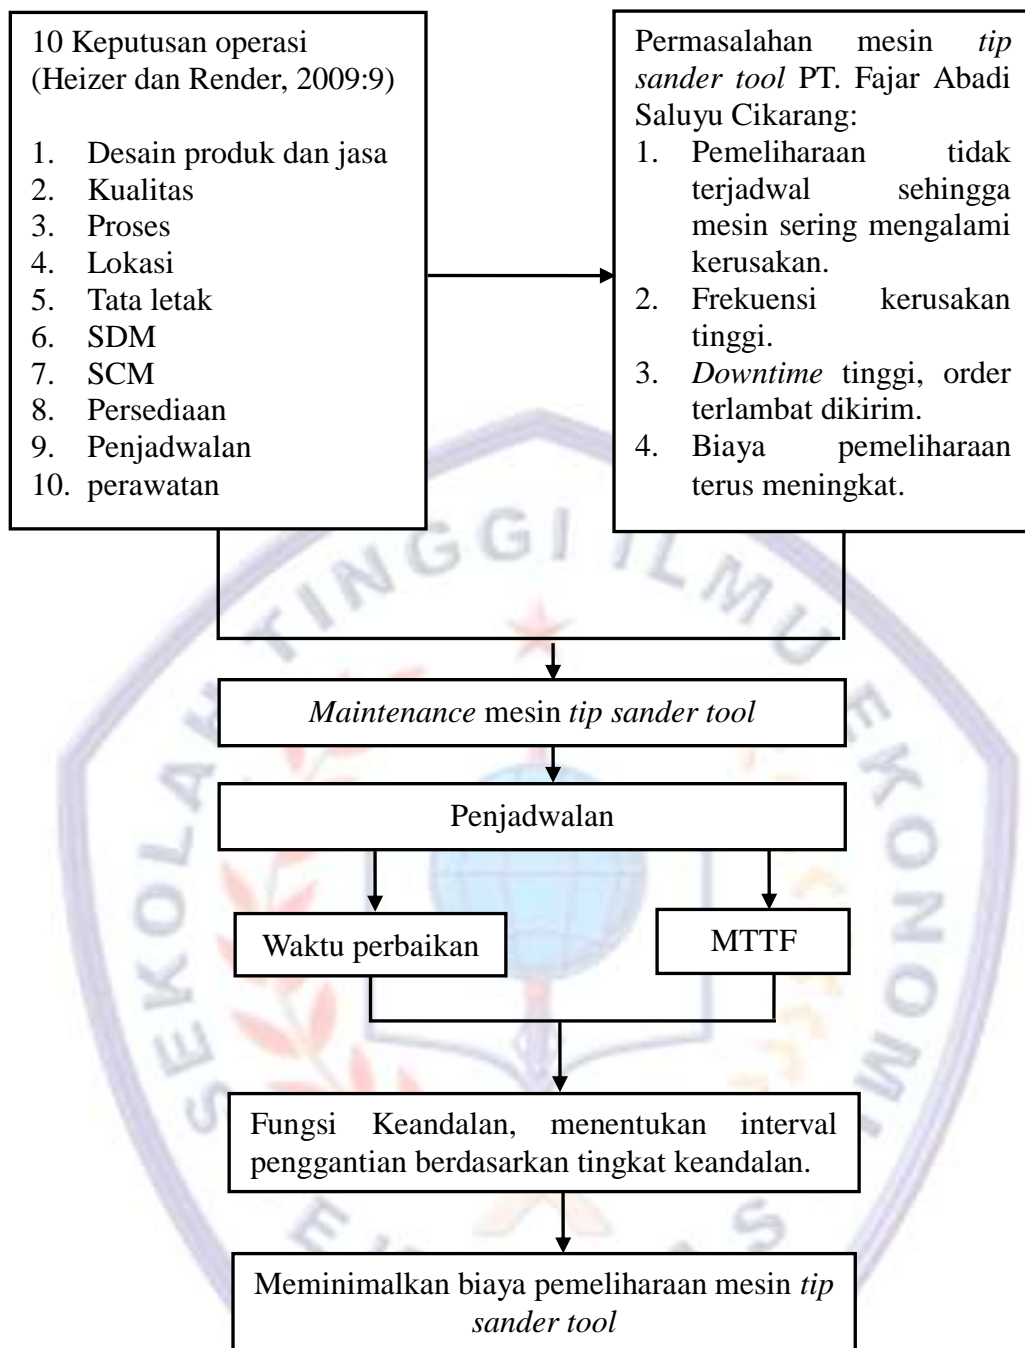 10 Keputusan operasi
(Heizer dan Render, 2009:9)
1. Desain produk dan jasa
2. Kualitas
3. Proses
4. Lokasi
5. Tata letak
6. SDM
7. SCM
8. Persediaan
9. Penjadwalan
10. perawatan
Permasalahan mesin tip
sander tool PT. Fajar Abadi
Saluyu Cikarang:
1. Pemeliharaan tidak
terjadwal sehingga
mesin sering mengalami
kerusakan.
2. Frekuensi kerusakan
tinggi.
3. Downtime tinggi, order
terlambat dikirim.
4. Biaya pemeliharaan
terus meningkat.
SEKOLAH TINGGI ILMU EKONOMI
Maintenance mesin tip sander tool
Penjadwalan
Waktu perbaikan
MTTF
Fungsi Keandalan, menentukan interval
penggantian berdasarkan tingkat keandalan.
Meminimalkan biaya pemeliharaan mesin tip
sander tool